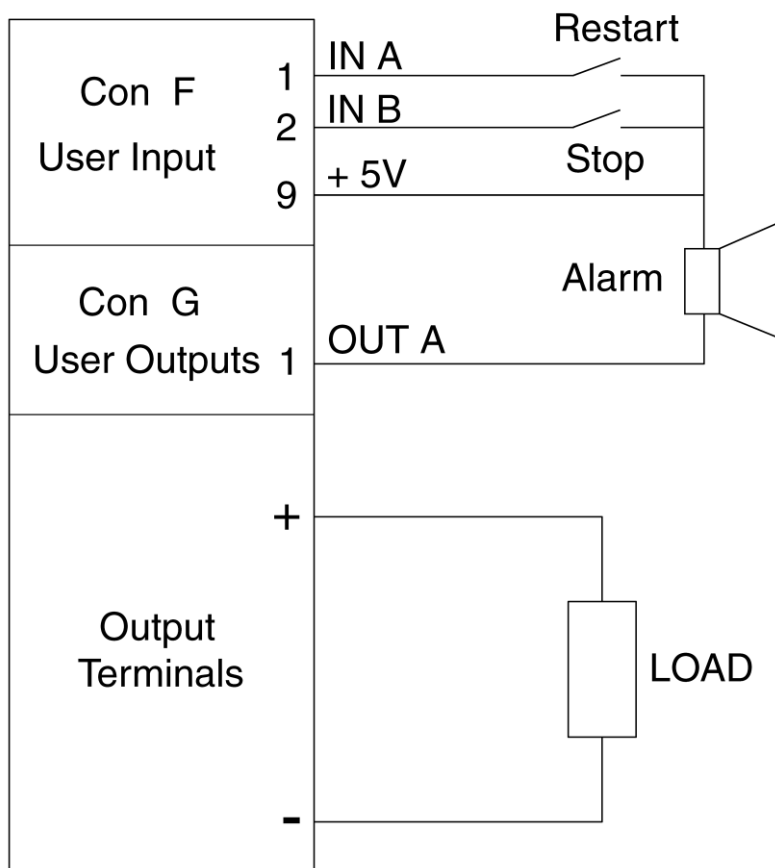 Restart
Con F
1
IN A
User Input
2
IN B
Stop
9
+ 5V
Con G
Alarm
User Outputs 1
OUT A
+
Output
Terminals
LOAD
-